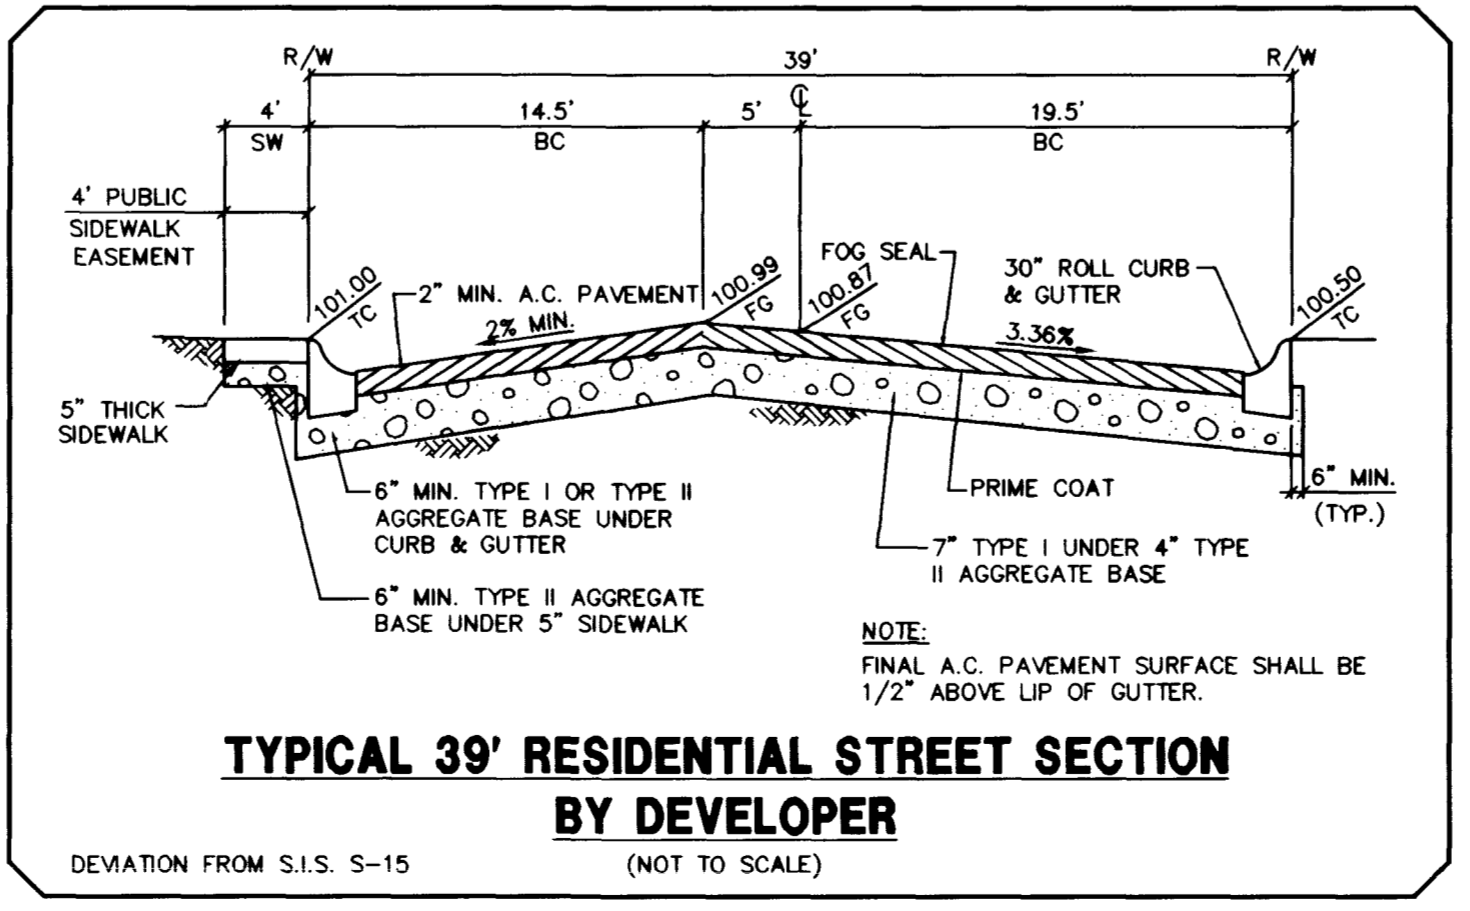 R/W
39'
R/W
4'
14.5'
5'
℄
19.5'
SW
BC
BC
4' PUBLIC
SIDEWALK
EASEMENT
101.00
TC
2" MIN. A.C. PAVEMENT
2% MIN.
100.99
FG
100.87
FG
FOG SEAL
3.36%
30" ROLL CURB
& GUTTER
100.50
TC
5" THICK
SIDEWALK
6" MIN. TYPE I OR TYPE II
AGGREGATE BASE UNDER
CURB & GUTTER
PRIME COAT
6" MIN.
(TYP.)
7" TYPE I UNDER 4" TYPE
II AGGREGATE BASE
6" MIN. TYPE II AGGREGATE
BASE UNDER 5" SIDEWALK
NOTE:
FINAL A.C. PAVEMENT SURFACE SHALL BE
1/2" ABOVE LIP OF GUTTER.
TYPICAL 39' RESIDENTIAL STREET SECTION
BY DEVELOPER
(NOT TO SCALE)
DEVIATION FROM S.I.S. S-15